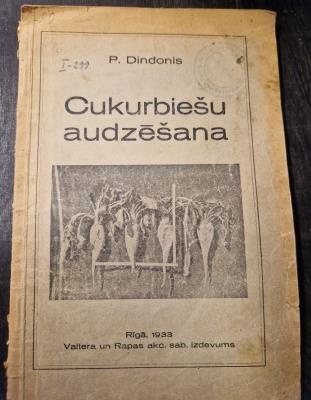 I-299.
P. Dindonis
Cukurbiešu
audzēšana
Rīgā, 1933
Valtera un Rapas akc. sab. izdevums